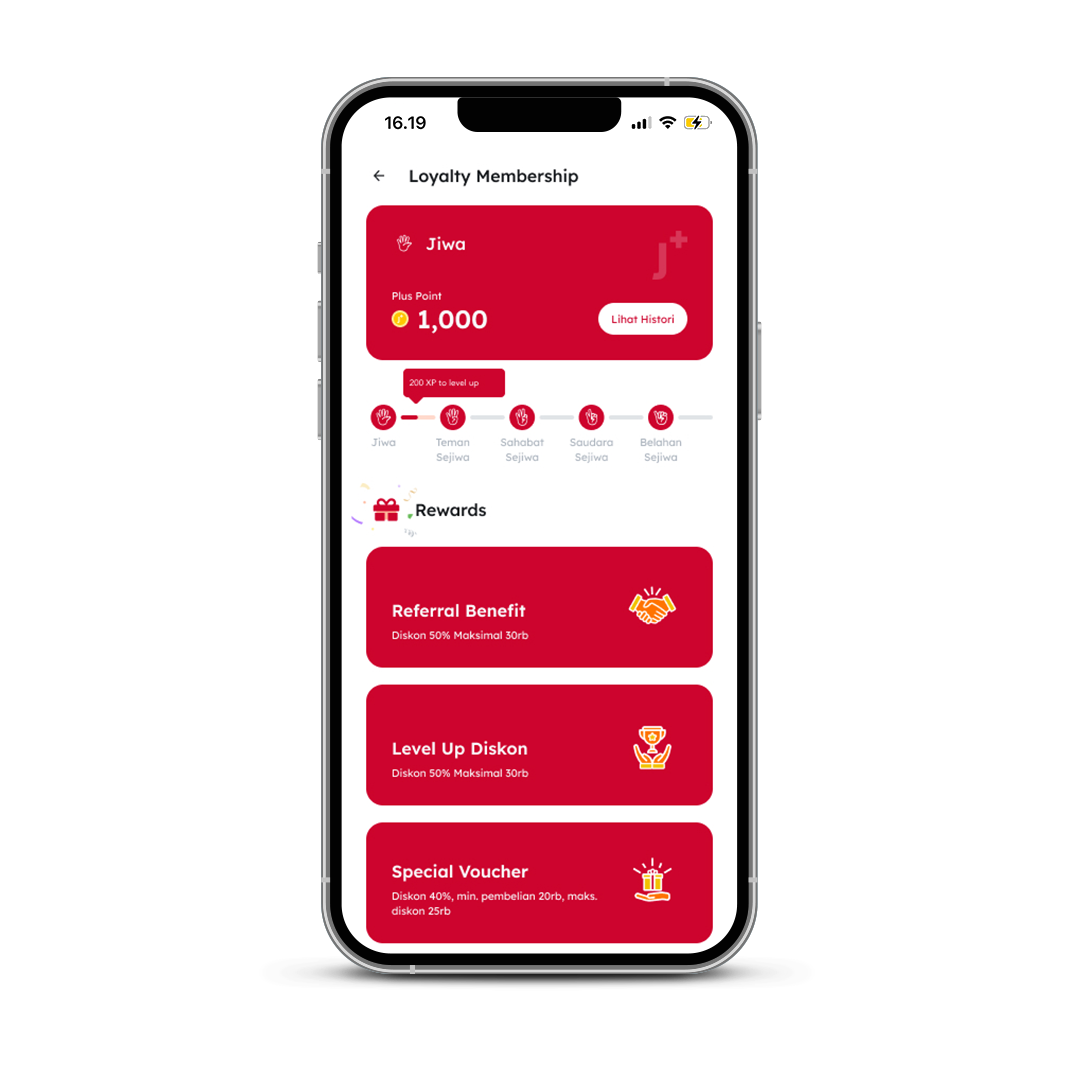 16.19
Loyalty Membership
Jiwa
J+
Plus Point
1,000
Lihat Histori
200 XP to level up
Jiwa
Teman
Sejiwa
Sahabat
Sejiwa
Saudara
Sejiwa
Belahan
Sejiwa
Rewards
Referral Benefit
Diskon 50% Maksimal 30rb
Level Up Diskon
Diskon 50% Maksimal 30rb
Special Voucher
Diskon 40%, min. pembelian 20rb, maks.
diskon 25rb